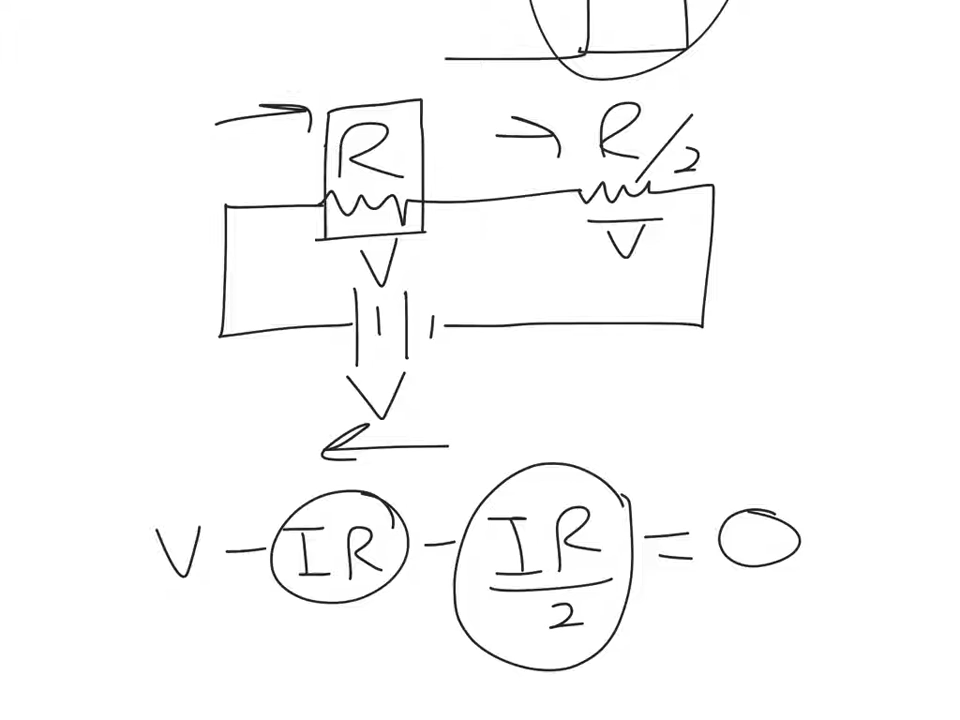 R R/2
V V
V
V - IR - IR/2 = 0